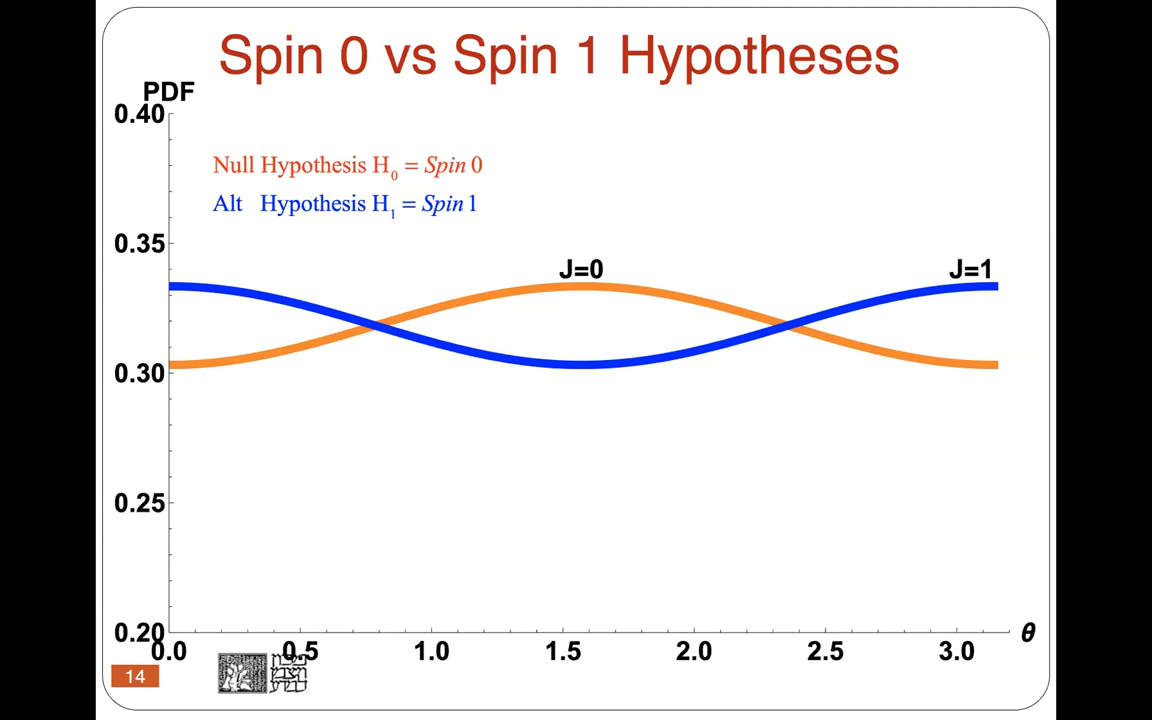 Spin 0 vs Spin 1 Hypotheses
PDF
0.40
Null Hypothesis H₀ = Spin 0
Alt Hypothesis H₁ = Spin 1
0.35
J=0
J=1
0.30
0.25
0.20
θ
0.0 0.5 1.0 1.5 2.0 2.5 3.0
14